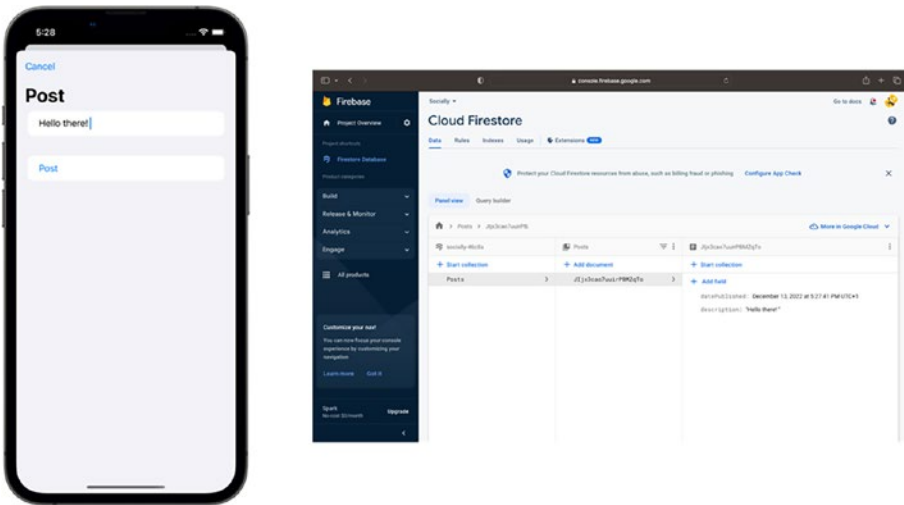 5:28
Cancel
Post
Hello there!
Post
console.firebase.google.com
Firebase
Project Overview
Project shortcuts
Firestore Database
Product categories
Build
Release & Monitor
Analytics
Engage
All products
Customize your nav!
You can now focus your console
experience by customizing your
navigation
Learn more Got it
Spark
No-cost $0/month
Upgrade
Socially
Go to docs
Cloud Firestore
Data Rules Indexes Usage Extensions NEW
Protect your Cloud Firestore resources from abuse, such as billing fraud or phishing Configure App Check
Panel view Query builder
Posts
More in Google Cloud
Posts
+ Start collection + Add document + Start collection
Posts
+ Add field
datePublished: December 13, 2022 at 5:27:41 PM UTC+1
description: "Hello there!"